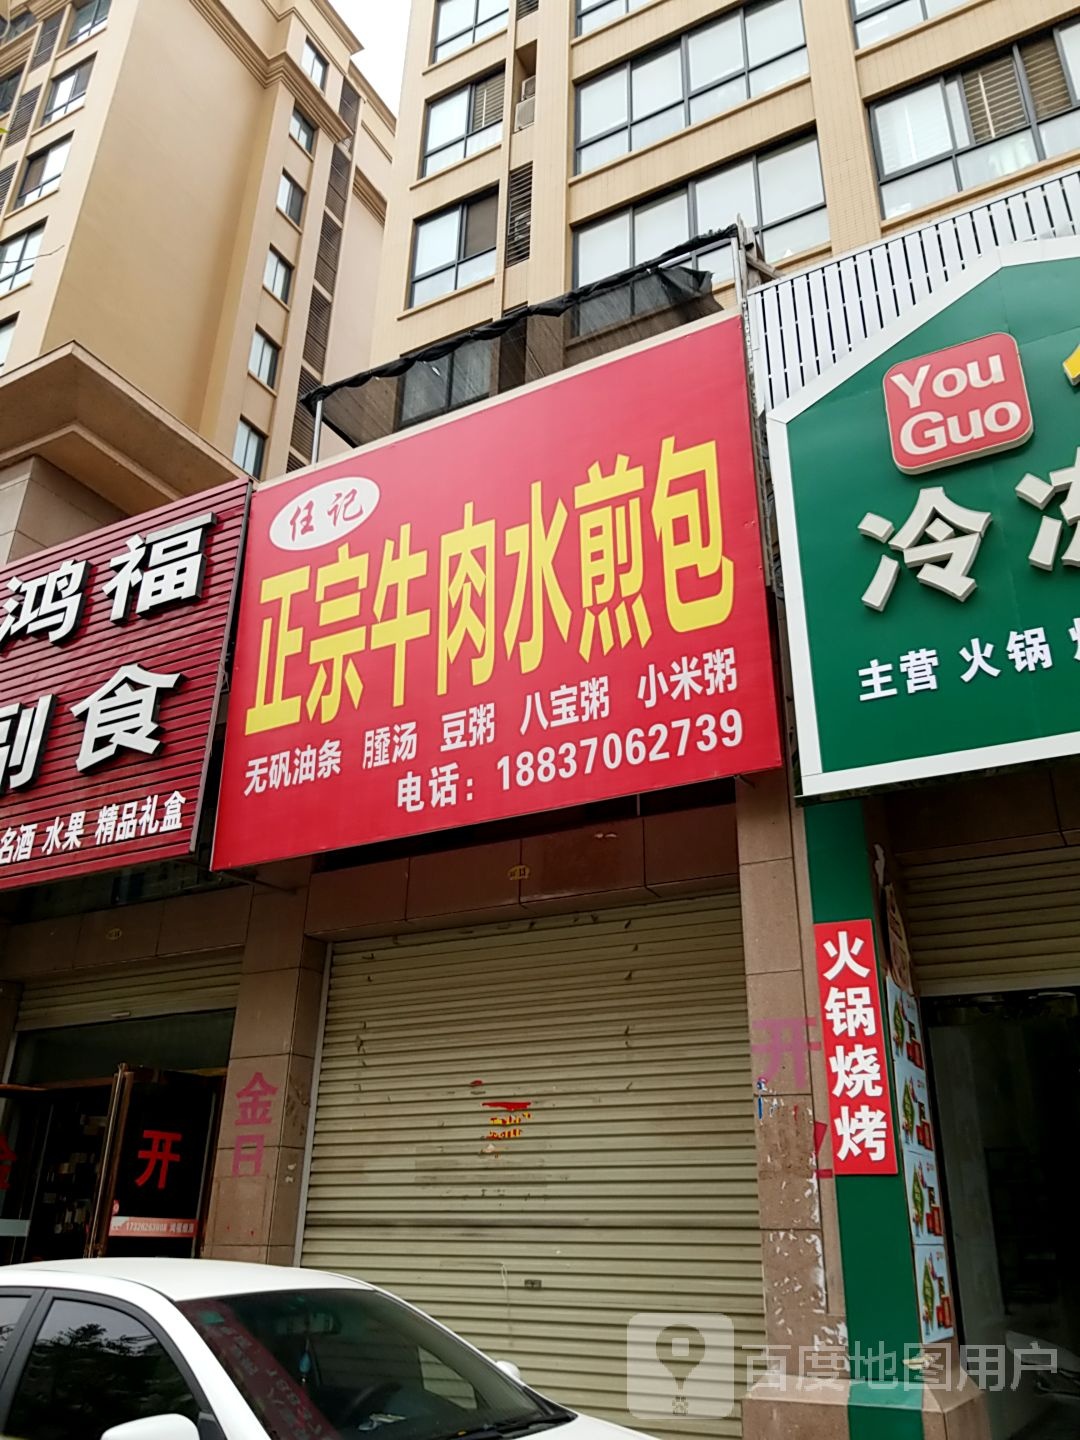 鸿福
副食
名酒 水果 精品礼盒
任记
正宗牛肉水煎包
无矾油条 膣汤 豆粥 八宝粥 小米粥
电话：18837062739
You
Guo
冷冻
主营 火锅
火锅烧烤
金日
开
开
百度地图用户